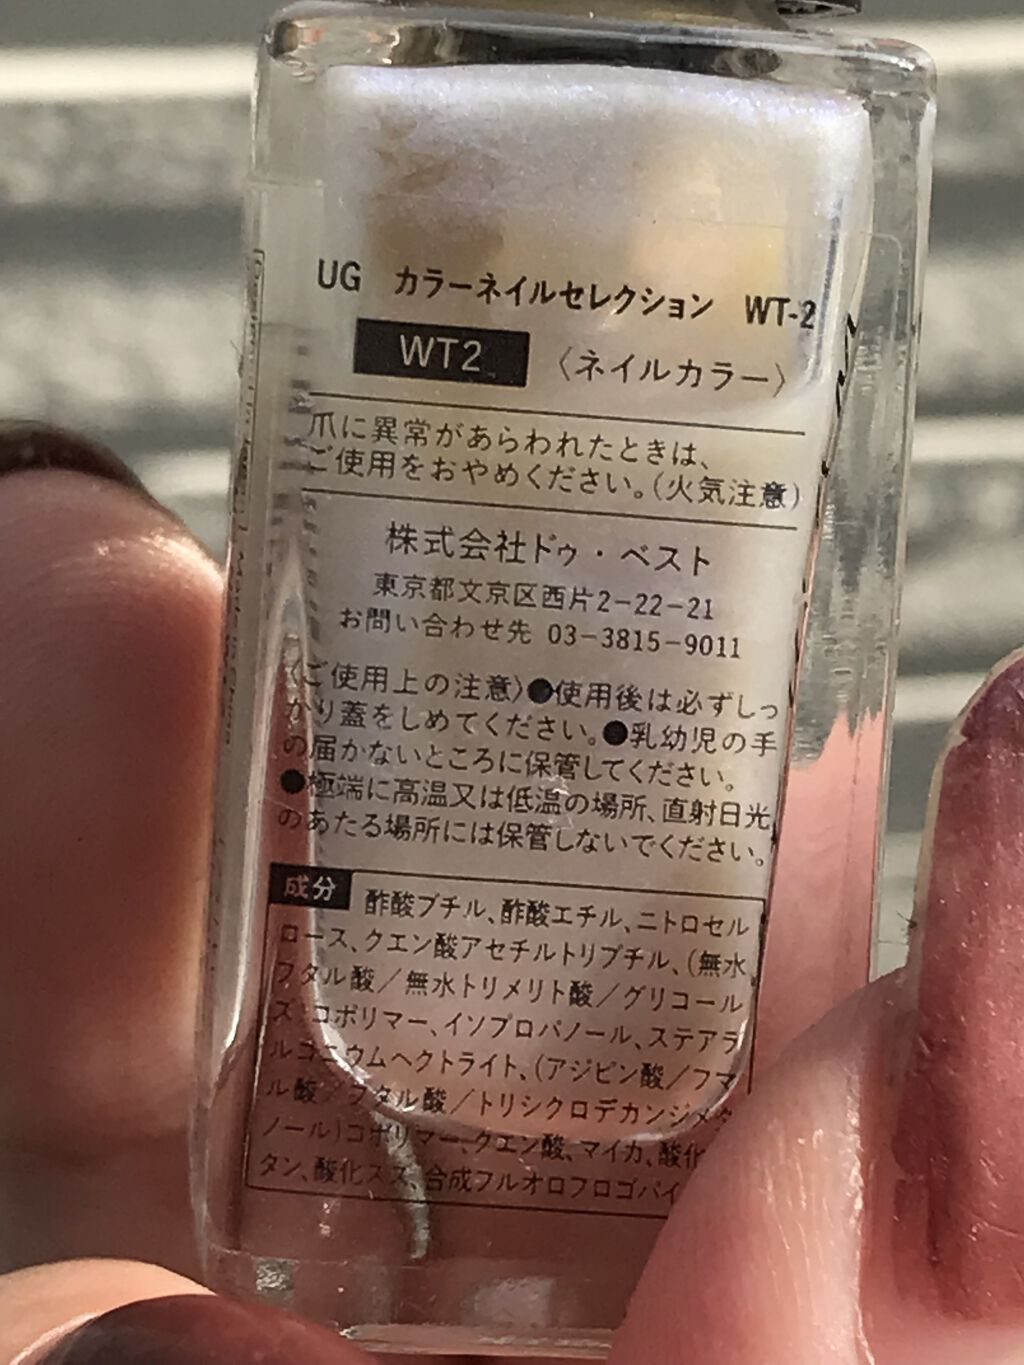 UG カラーネイルセレクション WT-2
WT2 〈ネイルカラー〉
爪に異常があらわれたときは、
ご使用をおやめください。(火気注意)
株式会社ドゥ・ベスト
東京都文京区西片2-22-21
お問い合わせ先 03-3815-9011
〈ご使用上の注意〉●使用後は必ずしっ
かり蓋をしめてください。●乳幼児の手
の届かないところに保管してください。
●極端に高温又は低温の場所、直射日光
のあたる場所には保管しないでください。
成分 酢酸ブチル、酢酸エチル、ニトロセル
ロース、クエン酸アセチルトリブチル、(無水
フタル酸/無水トリメリト酸/グリコール
ズ)コポリマー、イソプロパノール、ステアラ
ルコニウムヘクトライト、(アジピン酸/フマ
ル酸/フタル酸/トリシクロデカンジメタ
ノール)コポリマー、クエン酸、マイカ、酸化
タン、酸化スズ、合成フルオロフロゴパイ
Made in China